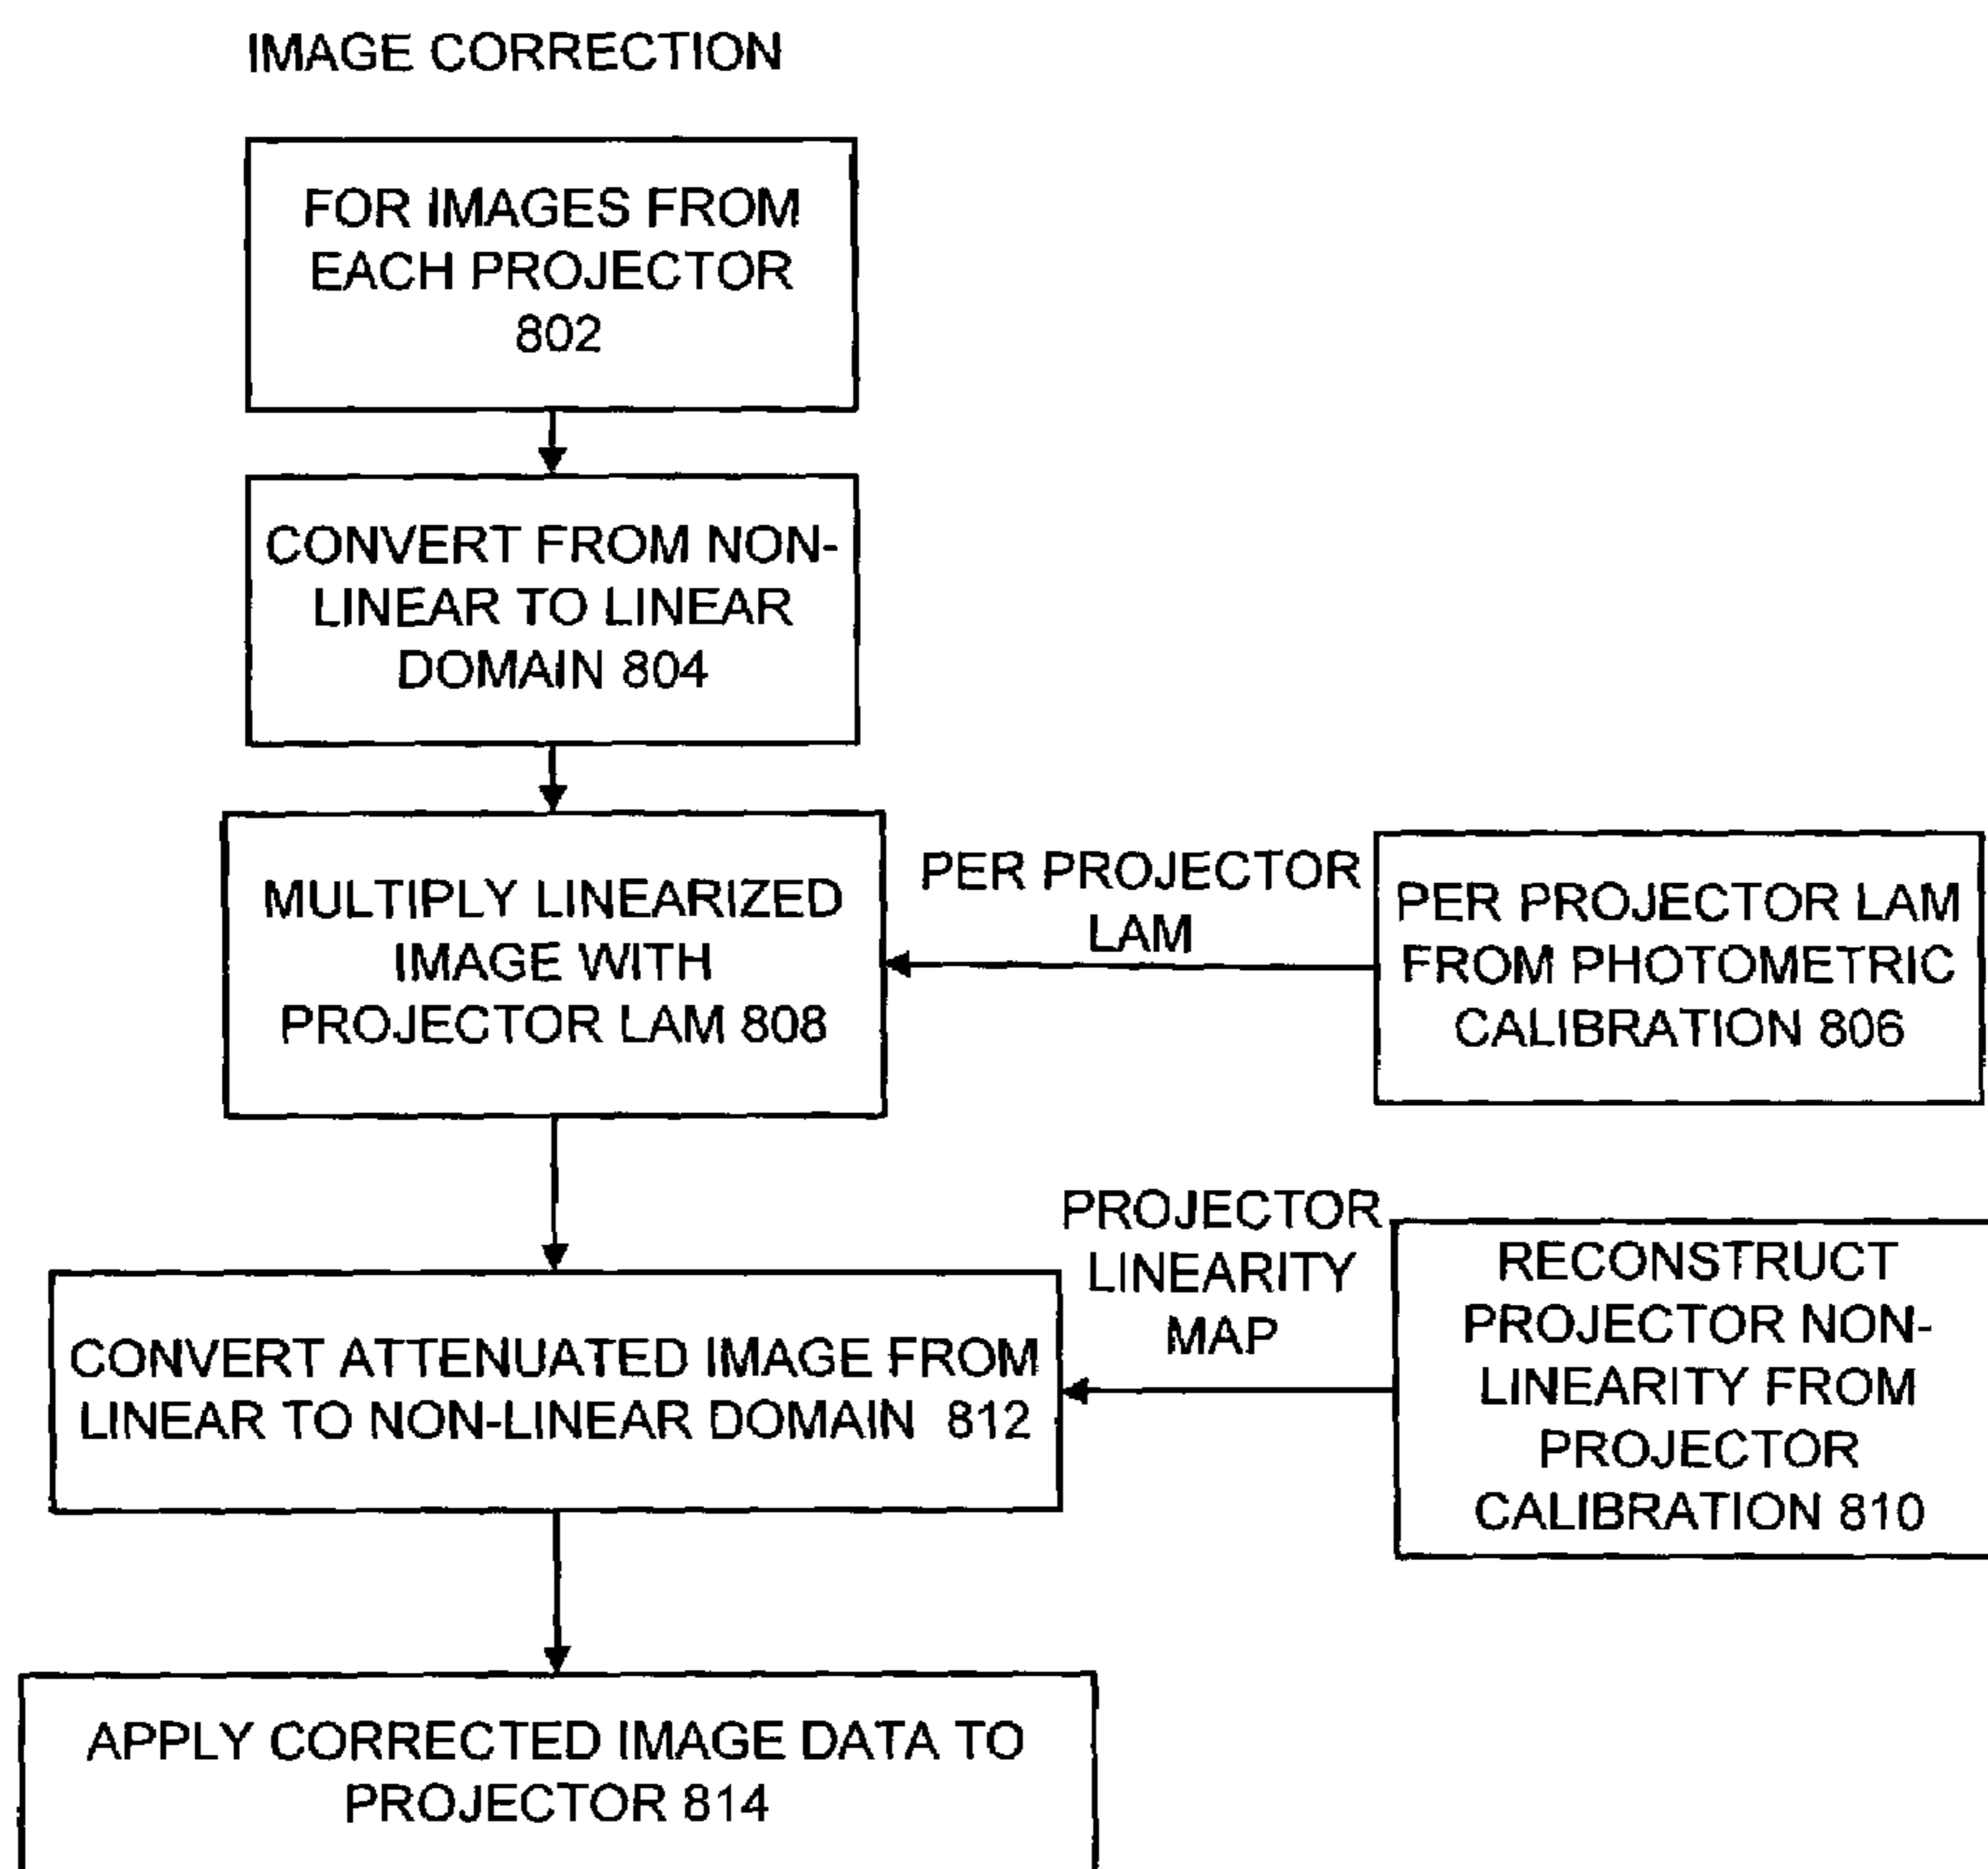 IMAGE CORRECTION
FOR IMAGES FROM
EACH PROJECTOR
802
CONVERT FROM NON-
LINEAR TO LINEAR
DOMAIN 804
MULTIPLY LINEARIZED
IMAGE WITH
PROJECTOR LAM 808
PER PROJECTOR
LAM
PER PROJECTOR LAM
FROM PHOTOMETRIC
CALIBRATION 806
CONVERT ATTENUATED IMAGE FROM
LINEAR TO NON-LINEAR DOMAIN 812
PROJECTOR
LINEARITY
MAP
RECONSTRUCT
PROJECTOR NON-
LINEARITY FROM
PROJECTOR
CALIBRATION 810
APPLY CORRECTED IMAGE DATA TO
PROJECTOR 814